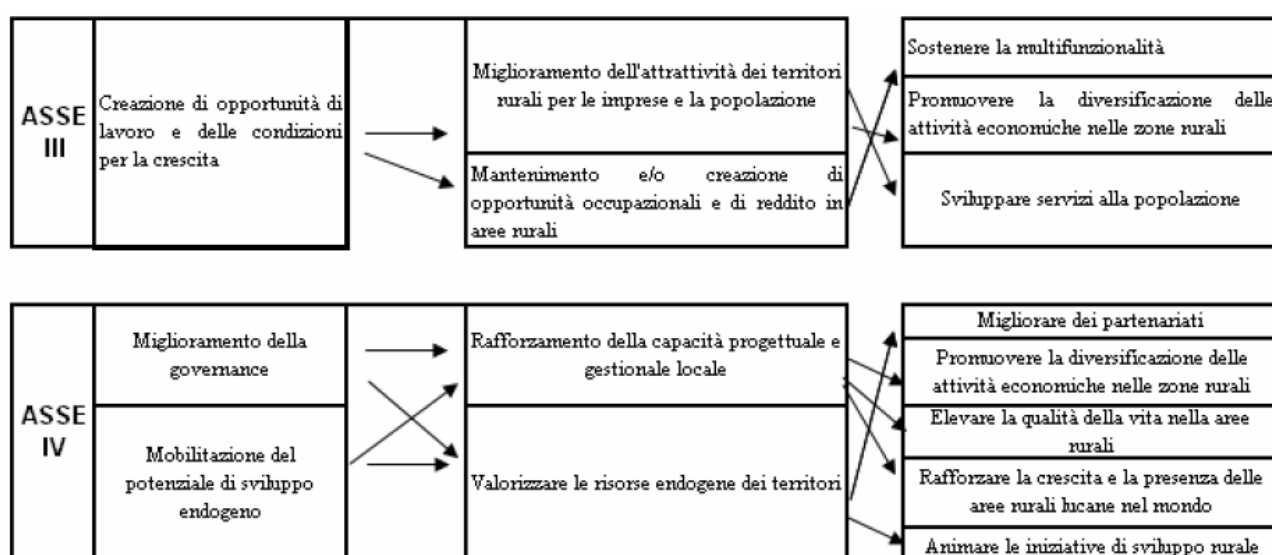 ASSE
III
Creazione di opportunità di
lavoro e delle condizioni
per la crescita
Miglioramento dell'attrattività dei territori
rurali per le imprese e la popolazione
Mantenimento e/o creazione di
opportunità occupazionali e di reddito in
aree rurali
Sostenere la multifunzionalità
Promuovere la diversificazione delle
attività economiche nelle zone rurali
Sviluppare servizi alla popolazione
ASSE
IV
Miglioramento della
governance
Mobilitazione del
potenziale di sviluppo
endogeno
Rafforzamento della capacità progettuale e
gestionale locale
Valorizzare le risorse endogene dei territori
Migliorare dei partenariati
Promuovere la diversificazione delle
attività economiche nelle zone rurali
Elevare la qualità della vita nella aree
rurali
Rafforzare la crescita e la presenza delle
aree rurali lucane nel mondo
Animare le iniziative di sviluppo rurale